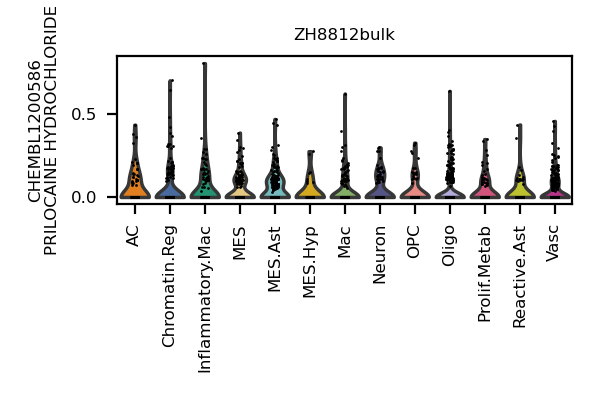 ZH8812bulk
CHEMBL1200586
PRILOCAINE HYDROCHLORIDE
0.5
0.0
AC
Chromatin.Reg
Inflammatory.Mac
MES
MES.Ast
MES.Hyp
Mac
Neuron
OPC
Oligo
Prolif.Metab
Reactive.Ast
Vasc